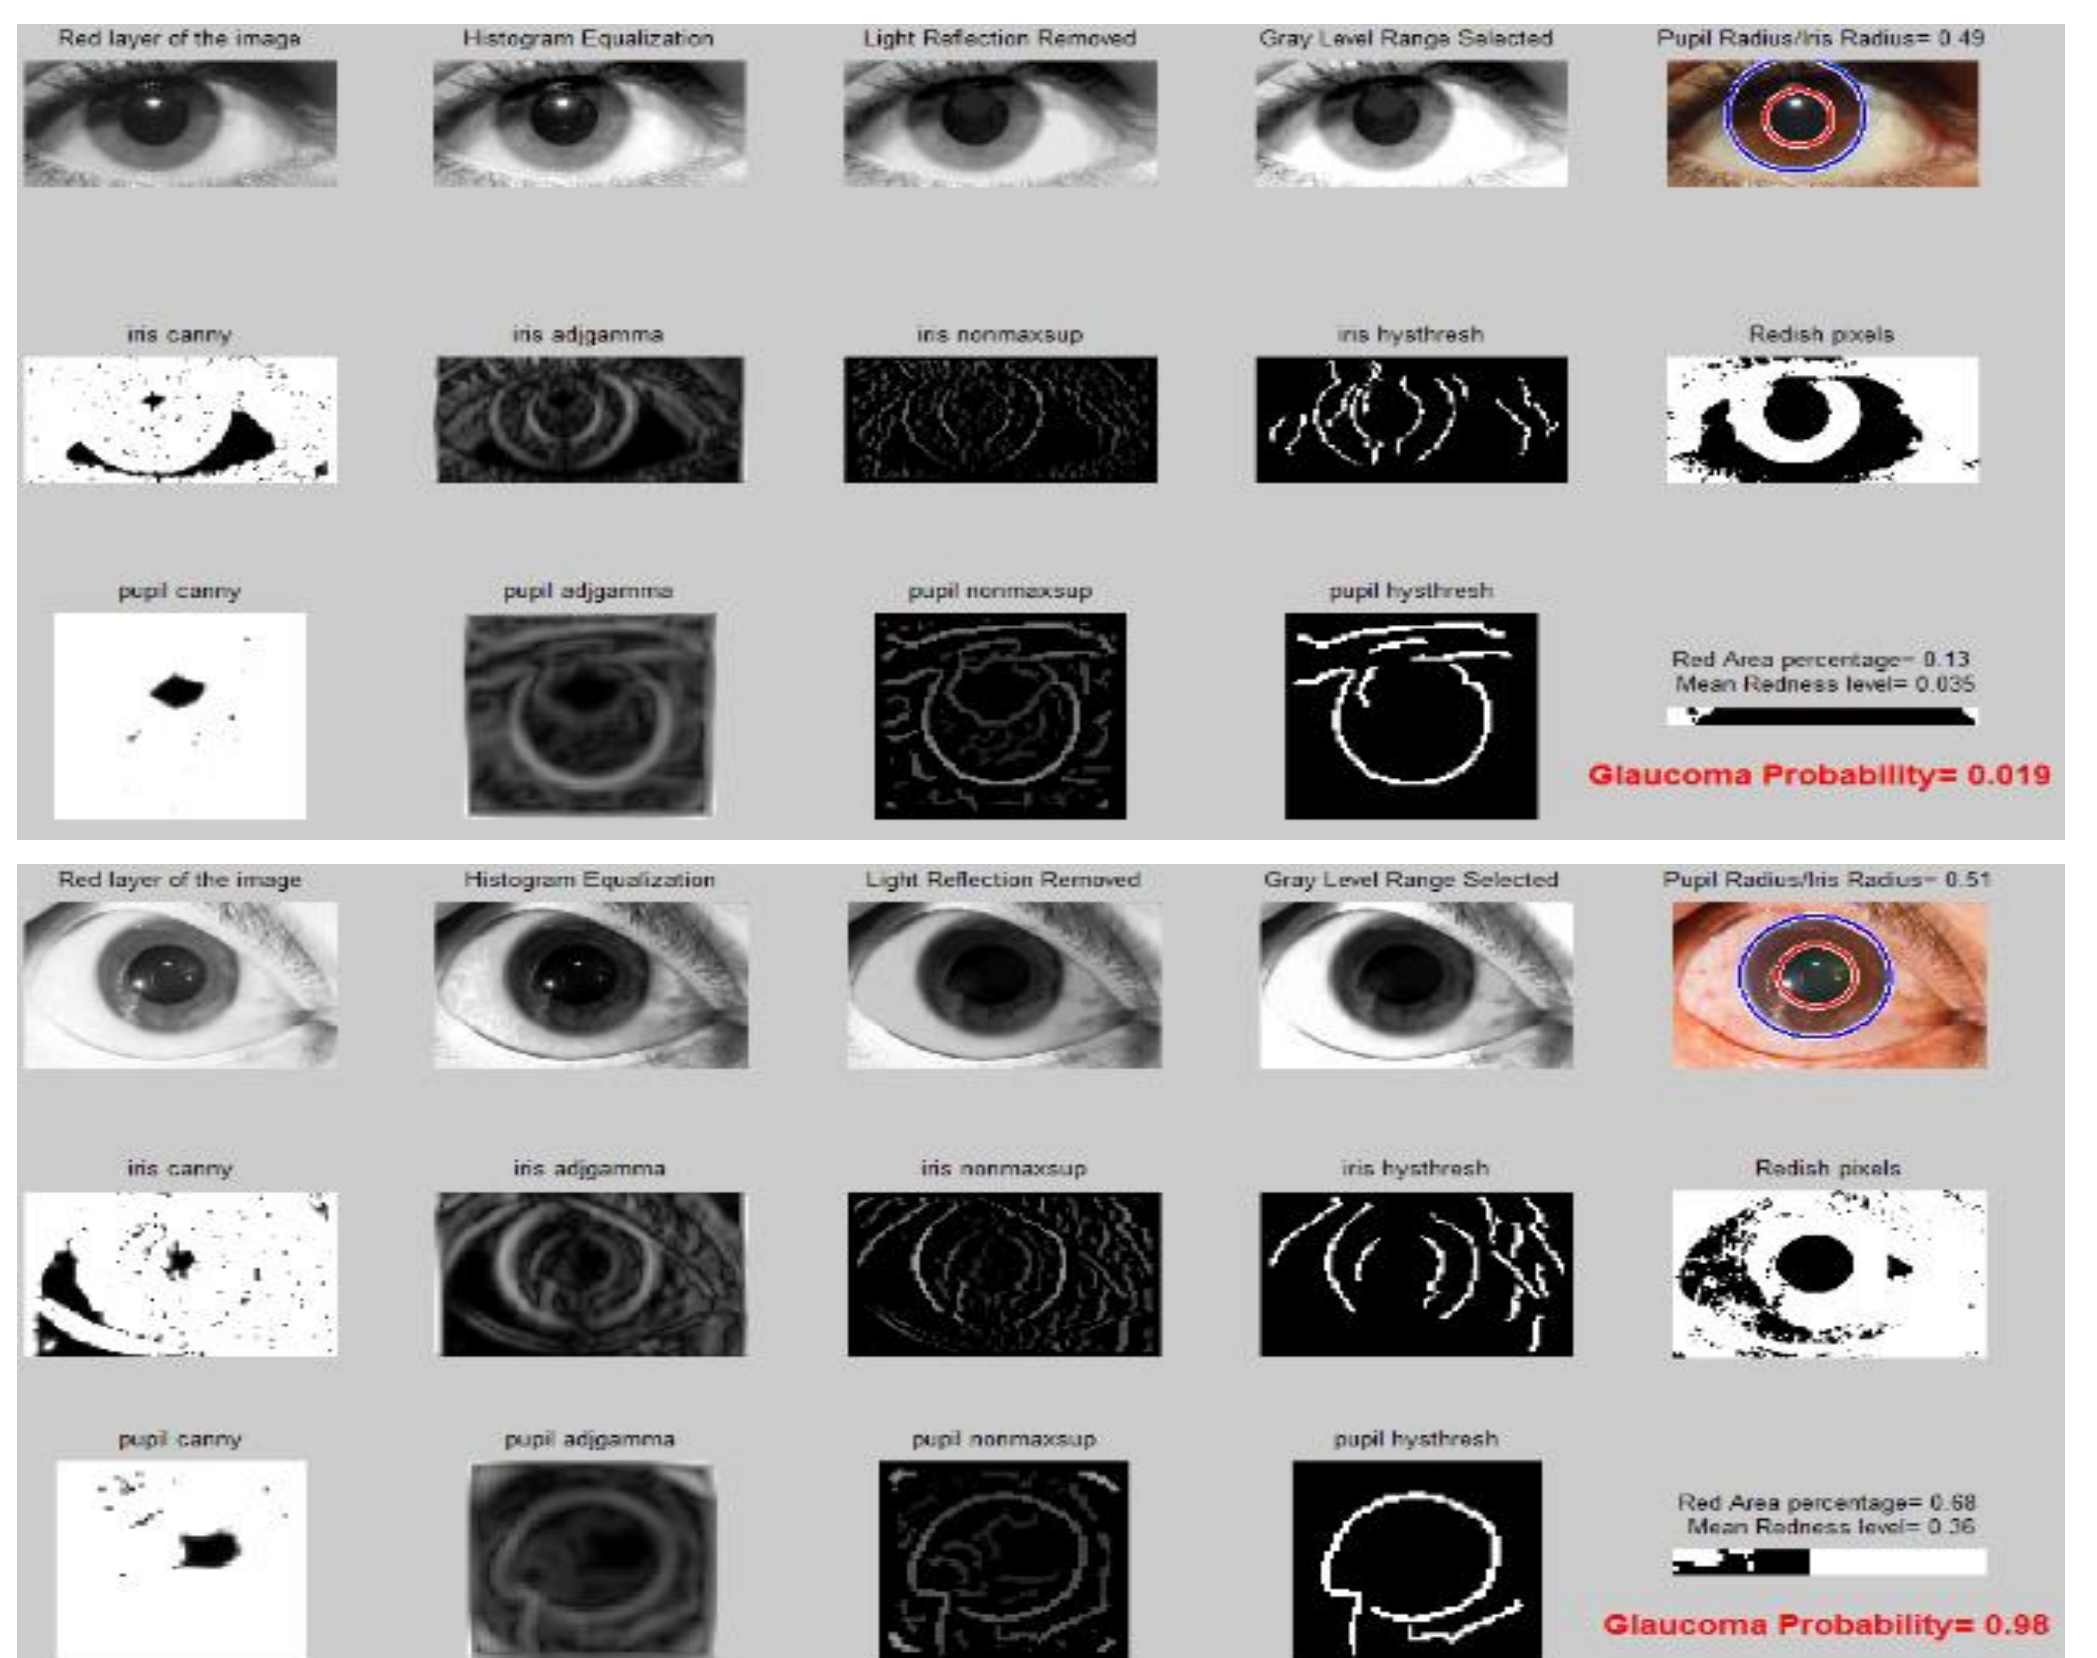 Red layer of the image
Histogram Equalization
Light Reflection Removed
Gray Level Range Selected
Pupil Radius/Iris Radius= 0.49
iris canny
iris adjgamma
iris nonmaxsup
iris hysthresh
Redish pixels
pupil canny
pupil adjgamma
pupil nonmaxsup
pupil hysthresh
Red Area percentage= 0.13
Mean Redness level= 0.035
Glaucoma Probability= 0.019
Red layer of the image
Histogram Equalization
Light Reflection Removed
Gray Level Range Selected
Pupil Radius/Iris Radius= 0.51
iris canny
iris adjgamma
iris nonmaxsup
iris hysthresh
Redish pixels
pupil canny
pupil adjgamma
pupil nonmaxsup
pupil hysthresh
Red Area percentage= 0.68
Mean Redness level= 0.36
Glaucoma Probability= 0.98